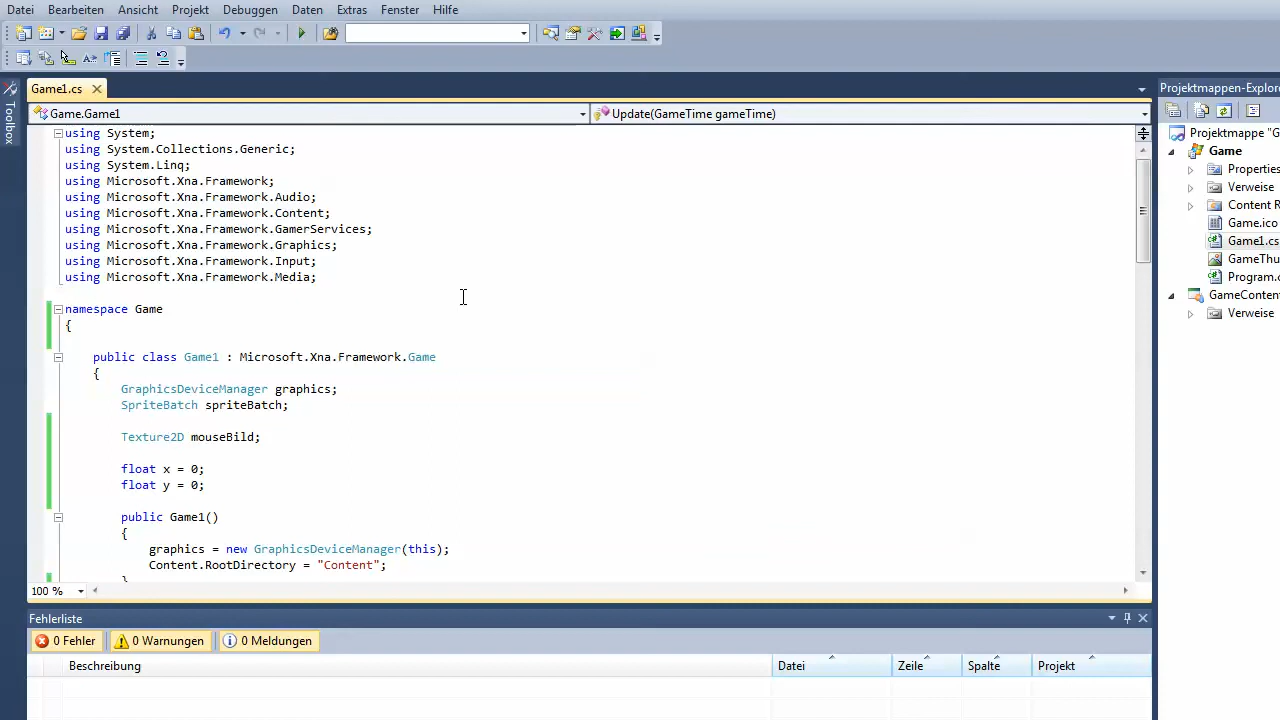 Datei Bearbeiten Ansicht Projekt Debuggen Daten Extras Fenster Hilfe
Game1.cs
Toolbox
Game.Game1
Update(GameTime gameTime)
using System;
using System.Collections.Generic;
using System.Linq;
using Microsoft.Xna.Framework;
using Microsoft.Xna.Framework.Audio;
using Microsoft.Xna.Framework.Content;
using Microsoft.Xna.Framework.GamerServices;
using Microsoft.Xna.Framework.Graphics;
using Microsoft.Xna.Framework.Input;
using Microsoft.Xna.Framework.Media;
namespace Game
{
public class Game1 : Microsoft.Xna.Framework.Game
{
GraphicsDeviceManager graphics;
SpriteBatch spriteBatch;
Texture2D mouseBild;
float x = 0;
float y = 0;
public Game1()
{
graphics = new GraphicsDeviceManager(this);
Content.RootDirectory = "Content";
}
100 %
Projektmappen-Explore
Projektmappe "G
Game
Properties
Verweise
Content R
Game.ico
Game1.cs
GameThu
Program.c
GameConten
Verweise
Fehlerliste
0 Fehler 0 Warnungen 0 Meldungen
Beschreibung Datei Zeile Spalte Projekt